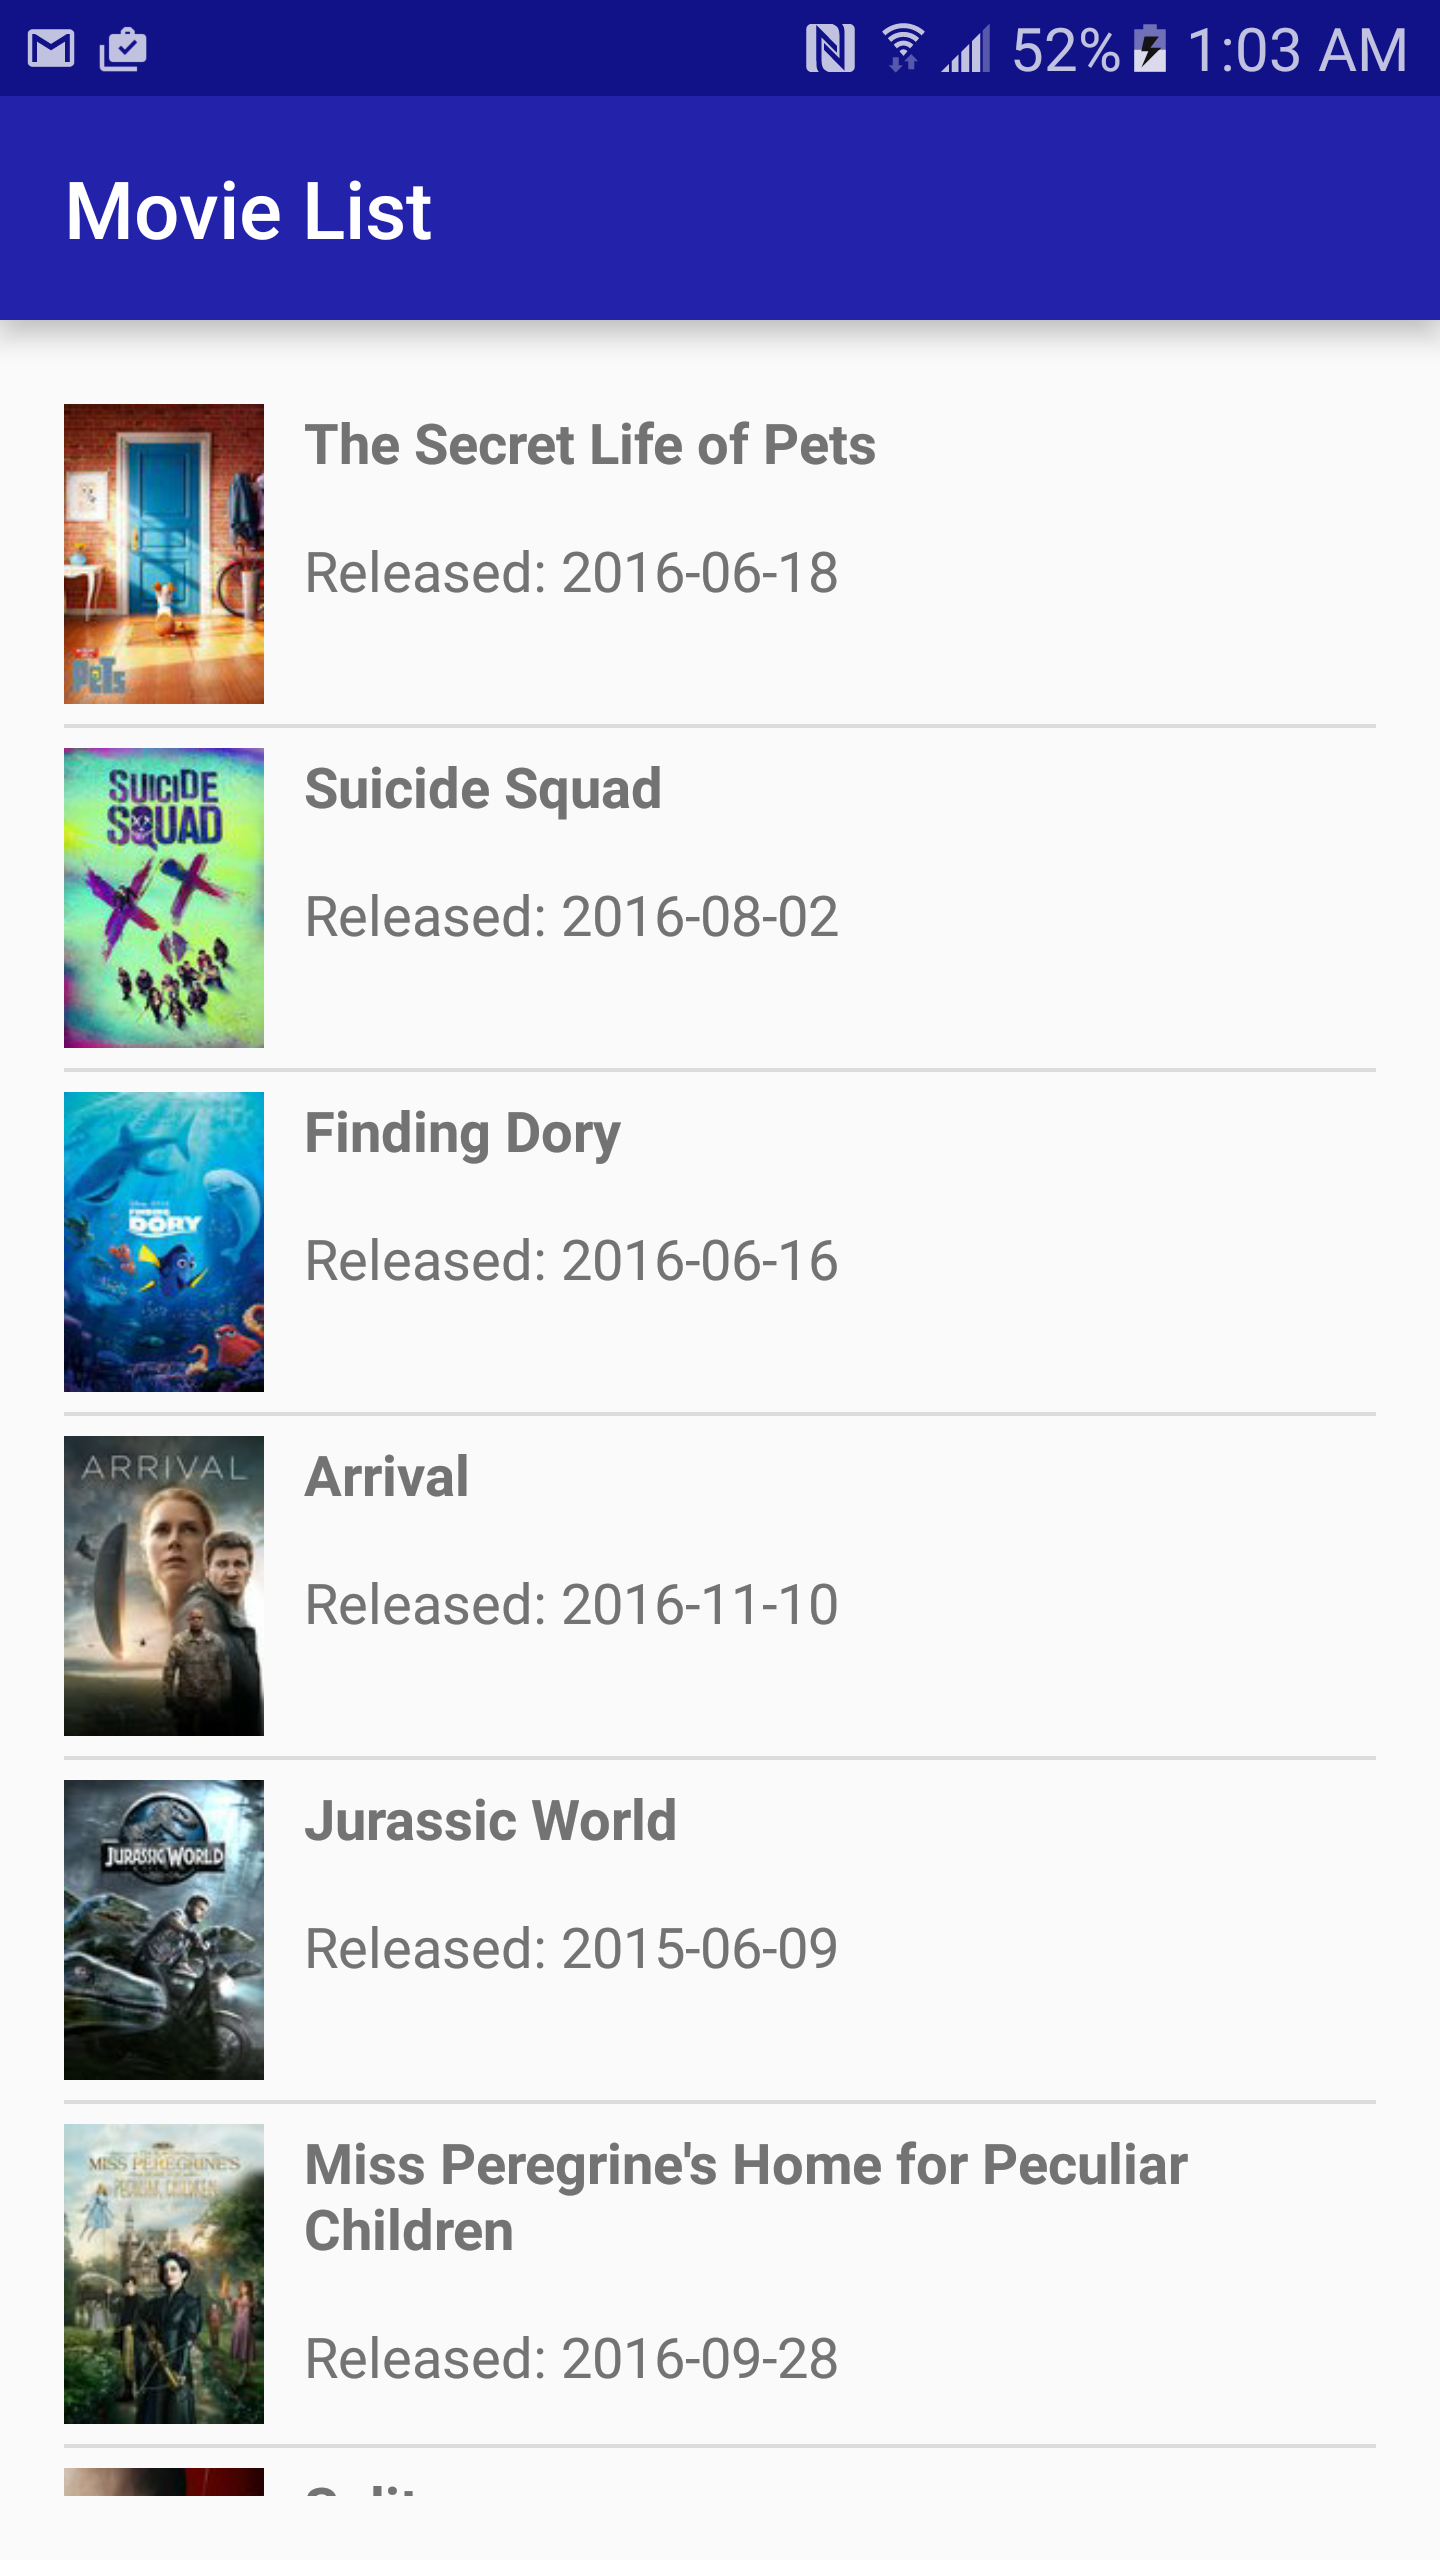 52% 1:03 AM
Movie List
The Secret Life of Pets
Released: 2016-06-18
PETS
Suicide Squad
SUICIDE
SQUAD
Released: 2016-08-02
Finding Dory
FINDING
DORY
Released: 2016-06-16
Arrival
ARRIVAL
Released: 2016-11-10
Jurassic World
JURASSIC WORLD
Released: 2015-06-09
Miss Peregrine's Home for Peculiar
Children
MISS PEREGRINE'S
PECULIAR CHILDREN
Released: 2016-09-28